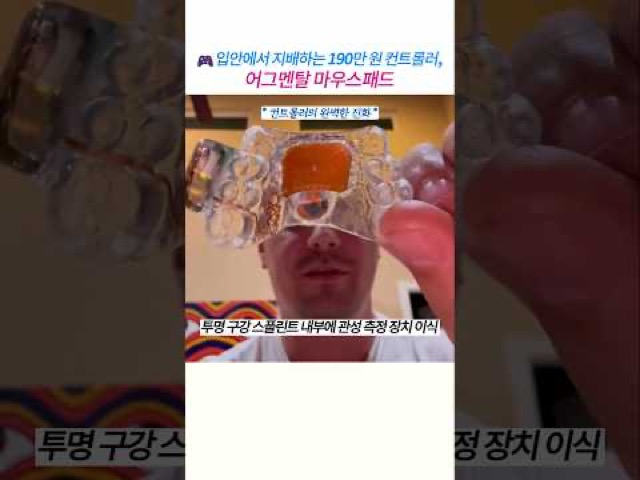 🎮 입안에서 지배하는 190만 원 컨트롤러,
어그멘탈 마우스패드
" 컨트롤러의 완벽한 진화 "
투명 구강 스플린트 내부에 관성 측정 장치 이식
투명 구강 스
정 장치 이식